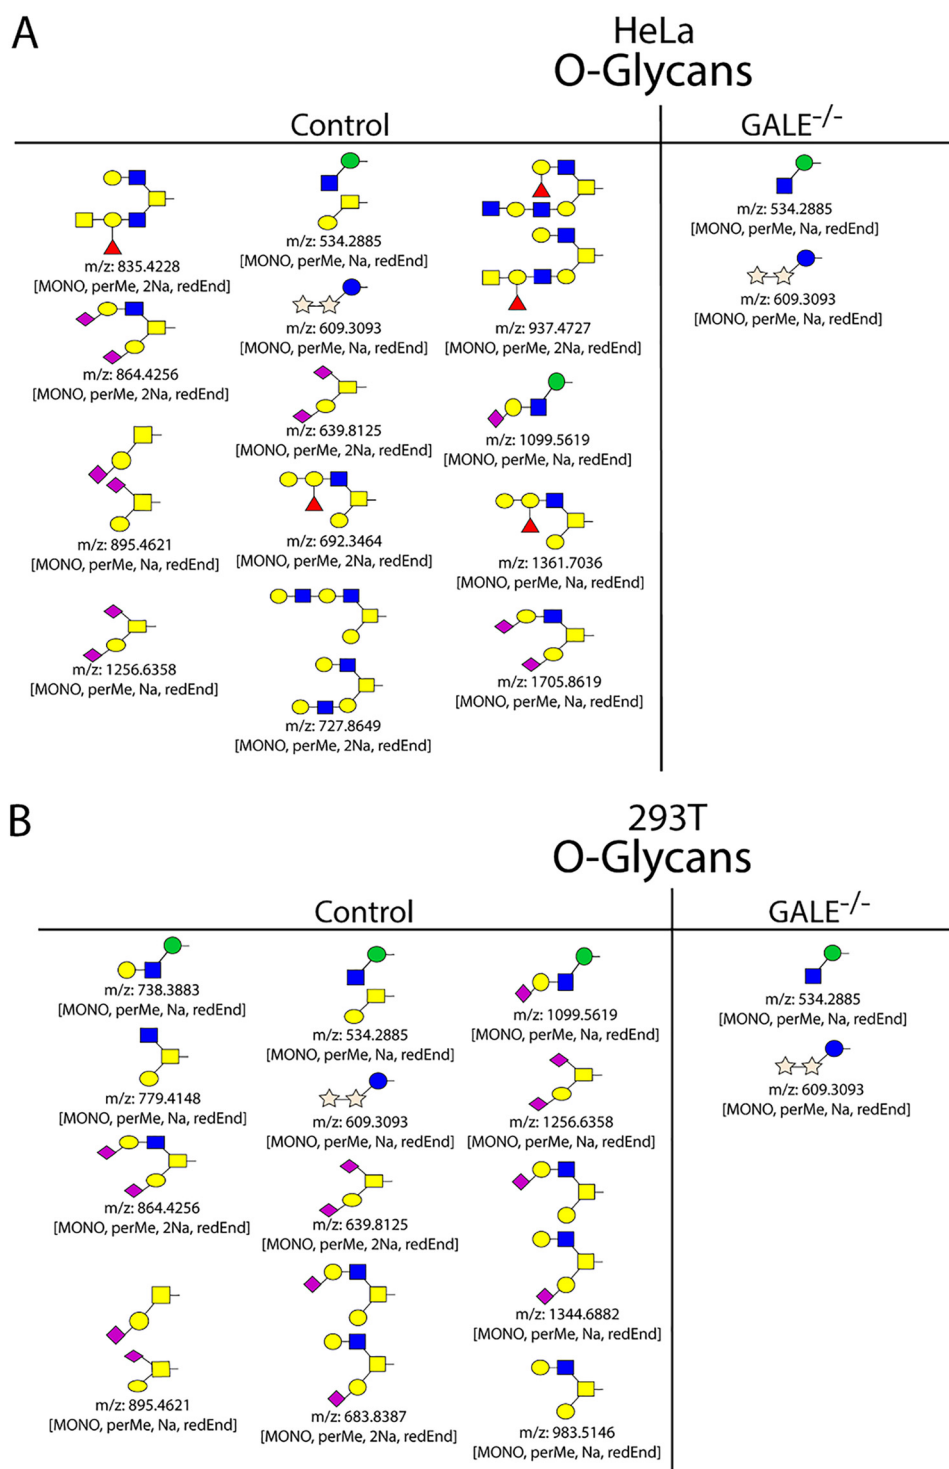 A
HeLa
O-Glycans
Control
GALE-/-
m/z: 835.4228
[MONO, perMe, 2Na, redEnd]
m/z: 864.4256
[MONO, perMe, 2Na, redEnd]
m/z: 895.4621
[MONO, perMe, Na, redEnd]
m/z: 1256.6358
[MONO, perMe, Na, redEnd]
m/z: 534.2885
[MONO, perMe, Na, redEnd]
m/z: 609.3093
[MONO, perMe, Na, redEnd]
m/z: 639.8125
[MONO, perMe, 2Na, redEnd]
m/z: 692.3464
[MONO, perMe, 2Na, redEnd]
m/z: 727.8649
[MONO, perMe, 2Na, redEnd]
m/z: 937.4727
[MONO, perMe, 2Na, redEnd]
m/z: 1099.5619
[MONO, perMe, Na, redEnd]
m/z: 1361.7036
[MONO, perMe, Na, redEnd]
m/z: 1705.8619
[MONO, perMe, Na, redEnd]
m/z: 534.2885
[MONO, perMe, Na, redEnd]
m/z: 609.3093
[MONO, perMe, Na, redEnd]
B
293T
O-Glycans
Control
GALE-/-
m/z: 738.3883
[MONO, perMe, Na, redEnd]
m/z: 779.4148
[MONO, perMe, Na, redEnd]
m/z: 864.4256
[MONO, perMe, 2Na, redEnd]
m/z: 895.4621
[MONO, perMe, Na, redEnd]
m/z: 534.2885
[MONO, perMe, Na, redEnd]
m/z: 609.3093
[MONO, perMe, Na, redEnd]
m/z: 639.8125
[MONO, perMe, 2Na, redEnd]
m/z: 683.8387
[MONO, perMe, 2Na, redEnd]
m/z: 1099.5619
[MONO, perMe, Na, redEnd]
m/z: 1256.6358
[MONO, perMe, Na, redEnd]
m/z: 1344.6882
[MONO, perMe, Na, redEnd]
m/z: 983.5146
[MONO, perMe, Na, redEnd]
m/z: 534.2885
[MONO, perMe, Na, redEnd]
m/z: 609.3093
[MONO, perMe, Na, redEnd]